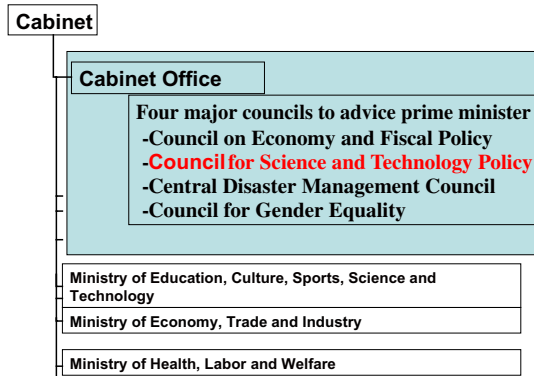 Cabinet
Cabinet Office
Four major councils to advice prime minister
-Council on Economy and Fiscal Policy
-Council for Science and Technology Policy
-Central Disaster Management Council
-Council for Gender Equality
Ministry of Education, Culture, Sports, Science and
Technology
Ministry of Economy, Trade and Industry
Ministry of Health, Labor and Welfare